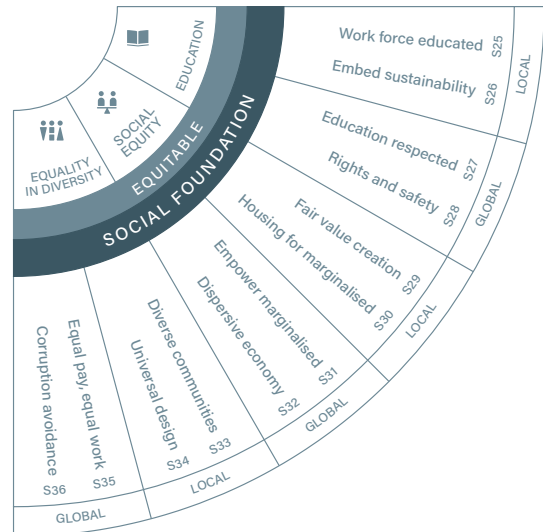 EDUCATION
SOCIAL
EQUITY
EQUALITY
IN DIVERSITY
EQUITABLE
SOCIAL FOUNDATION
Work force educated S25
Embed sustainability S26
LOCAL
Education respected S27
Rights and safety S28
GLOBAL
Fair value creation S29
Housing for marginalised S30
LOCAL
Empower marginalised S31
Dispersive economy S32
GLOBAL
Diverse communities S33
Universal design S34
LOCAL
Equal pay, equal work S35
Corruption avoidance S36
GLOBAL